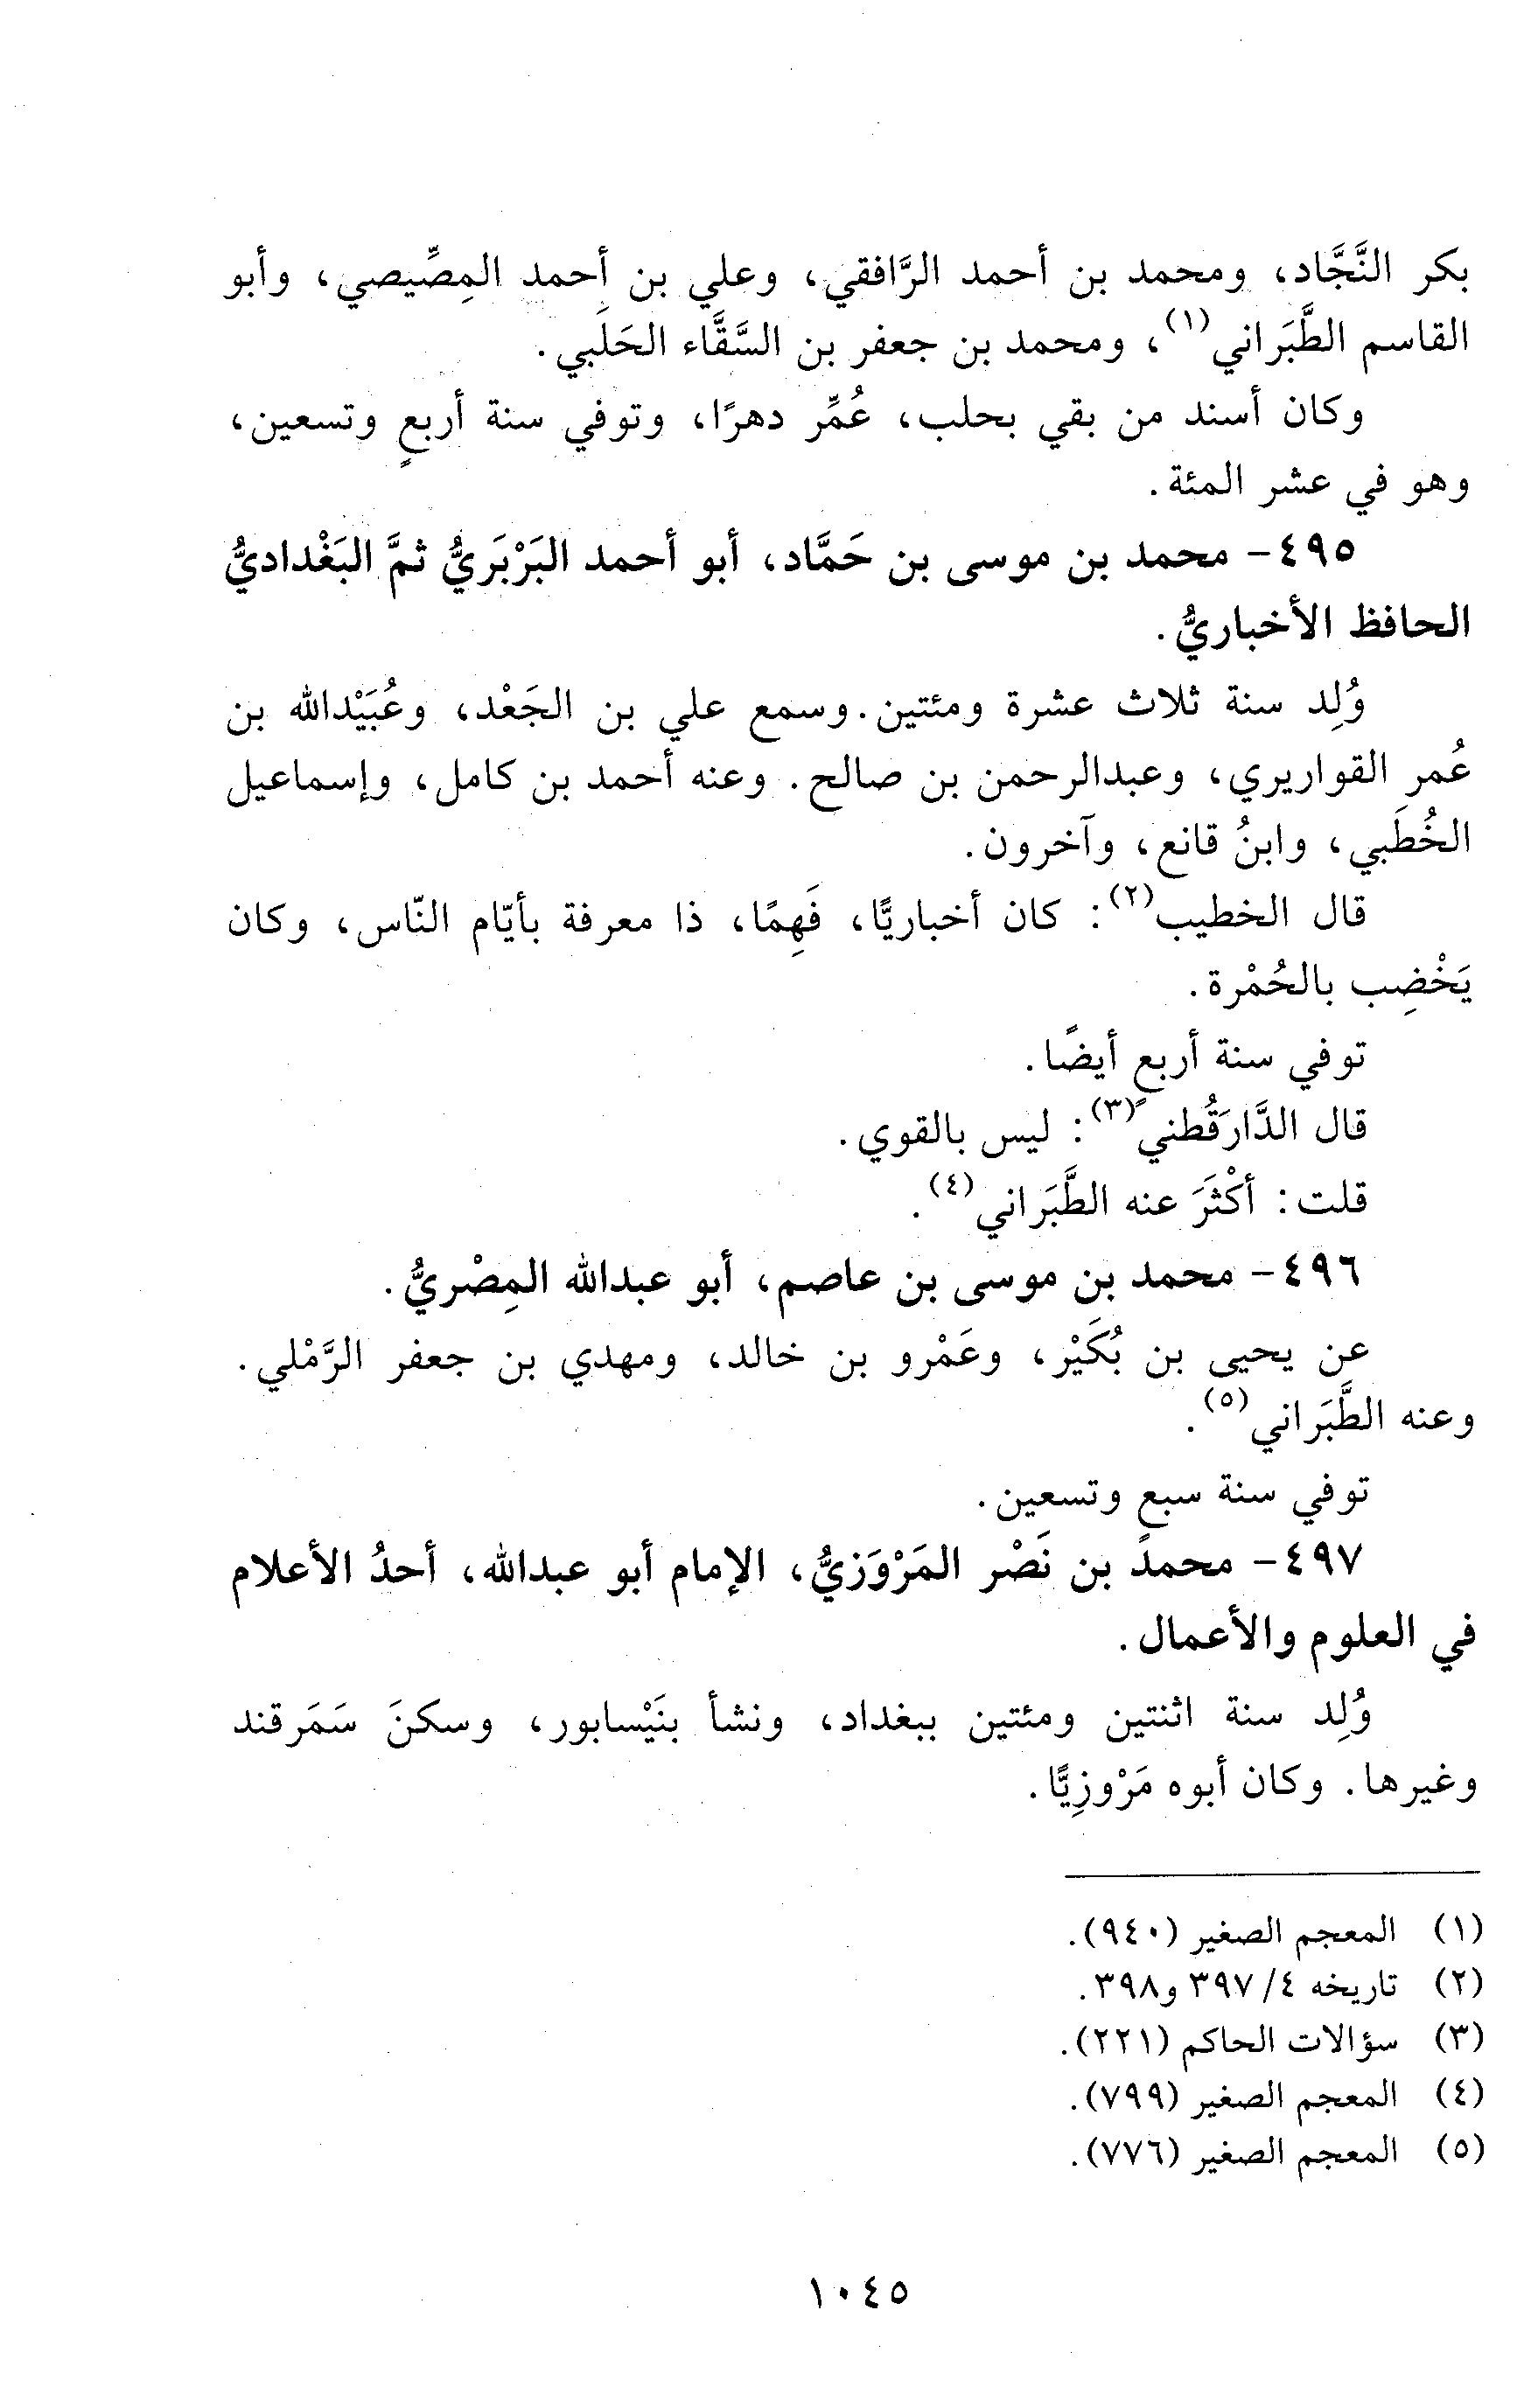 بكر النَّجَّاد، ومحمد بن أحمد الرَّافقي، وعلي بن أحمد المِصِّيصي، وأبو
القاسم الطَّبَراني(١)، ومحمد بن جعفر بن السَّقَّاء الحَلَبي.
وكان أسند من بقي بحلب، عُمِّر دهرًا، وتوفي سنة أربعٍ وتسعين،
وهو في عشر المئة.
٤٩٥- محمد بن موسى بن حَمَّاد، أبو أحمد البَرْبَريُّ ثمَّ البَغْداديُّ
الحافظ الأخباريُّ.
وُلِد سنة ثلاث عشرة ومئتين. وسمع علي بن الجَعْد، وعُبَيْدالله بن
عُمر القواريري، وعبدالرحمن بن صالح. وعنه أحمد بن كامل، وإسماعيل
الخُطَبي، وابنُ قانع، وآخرون.
قال الخطيب(٢): كان أخباريًّا، فَهِمًا، ذا معرفة بأيّام النّاس، وكان
يَخْضِب بالحُمْرة.
توفي سنة أربعٍ أيضًا.
قال الدَّارَقُطني(٣): ليس بالقوي.
قلت: أكْثَرَ عنه الطَّبَراني(٤).
٤٩٦- محمد بن موسى بن عاصم، أبو عبدالله المِصْريُّ.
عن يحيى بن بُكَيْر، وعَمْرو بن خالد، ومهدي بن جعفر الرَّمْلي.
وعنه الطَّبَراني(٥).
توفي سنة سبع وتسعين.
٤٩٧- محمد بن نَصْر المَرْوَزيُّ، الإمام أبو عبدالله، أحدُ الأعلام
في العلوم والأعمال.
وُلِد سنة اثنتين ومئتين ببغداد، ونشأ بنَيْسابور، وسكنَ سَمَرقند
وغيرها. وكان أبوه مَرْوزِيًّا.
(١) المعجم الصغير (٩٤٠).
(٢) تاريخه ٤/ ٣٩٧ و٣٩٨.
(٣) سؤالات الحاكم (٢٢١).
(٤) المعجم الصغير (٧٩٩).
(٥) المعجم الصغير (٧٧٦).
١٠٤٥